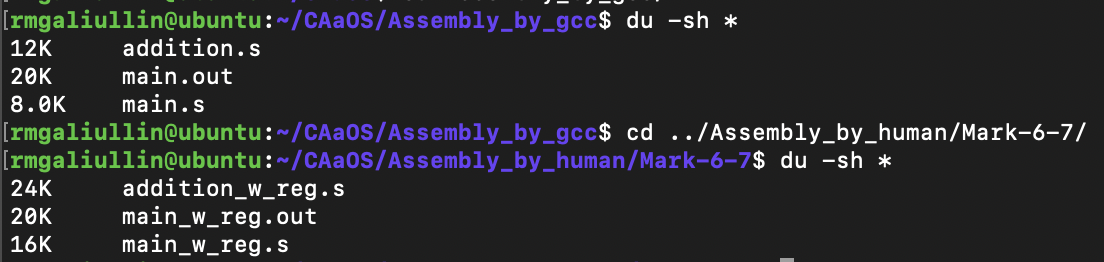 [rmgaliullin@ubuntu:~/CAaOS/Assembly_by_gcc$ du -sh *
12K addition.s
20K main.out
8.0K main.s
[rmgaliullin@ubuntu:~/CAaOS/Assembly_by_gcc$ cd ../Assembly_by_human/Mark-6-7/
[rmgaliullin@ubuntu:~/CAaOS/Assembly_by_human/Mark-6-7$ du -sh *
24K addition_w_reg.s
20K main_w_reg.out
16K main_w_reg.s